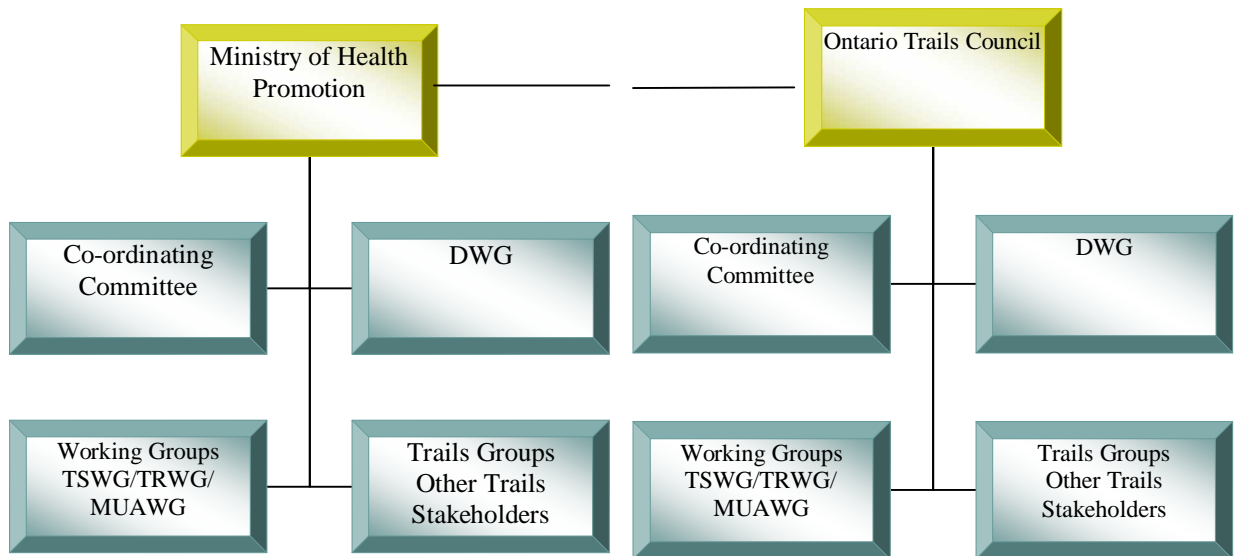 Ministry of Health
Promotion
Ontario Trails Council
Co-ordinating
Committee
DWG
Co-ordinating
Committee
DWG
Working Groups
TSWG/TRWG/
MUAWG
Trails Groups
Other Trails
Stakeholders
Working Groups
TSWG/TRWG/
MUAWG
Trails Groups
Other Trails
Stakeholders